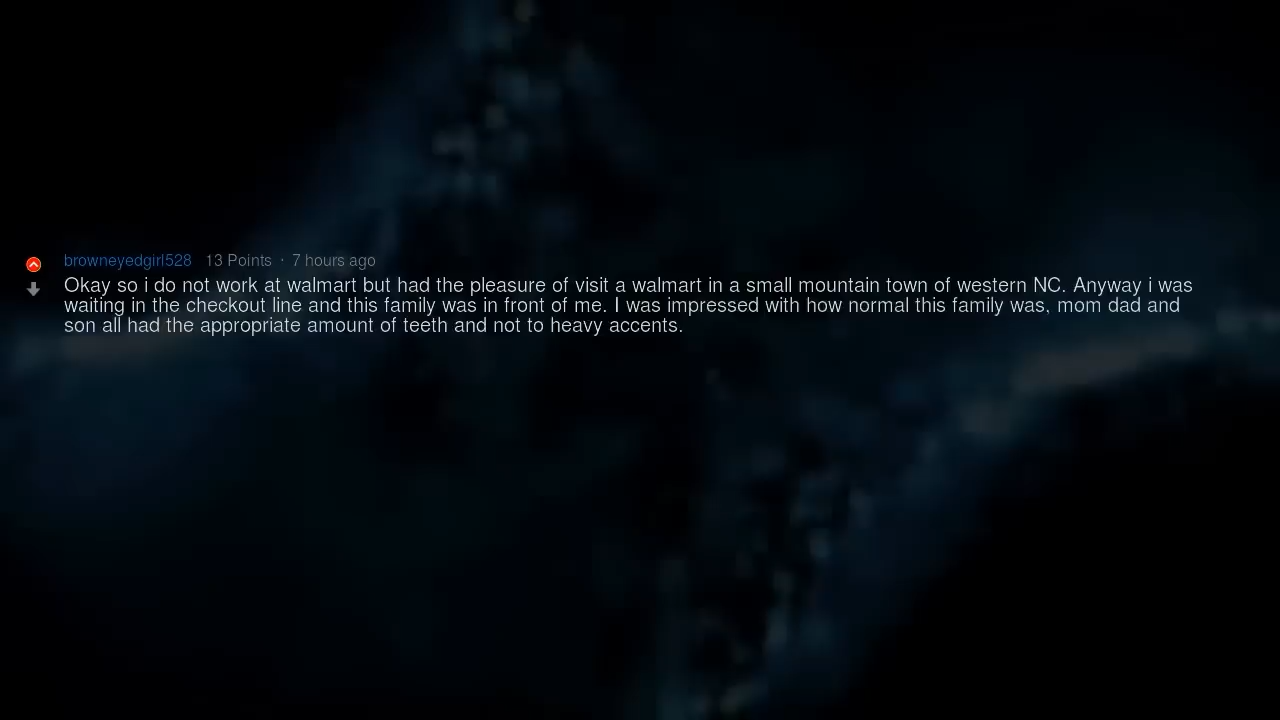 browneyedgirl528 13 Points · 7 hours ago
Okay so i do not work at walmart but had the pleasure of visit a walmart in a small mountain town of western NC. Anyway i was
waiting in the checkout line and this family was in front of me. I was impressed with how normal this family was, mom dad and
son all had the appropriate amount of teeth and not to heavy accents.